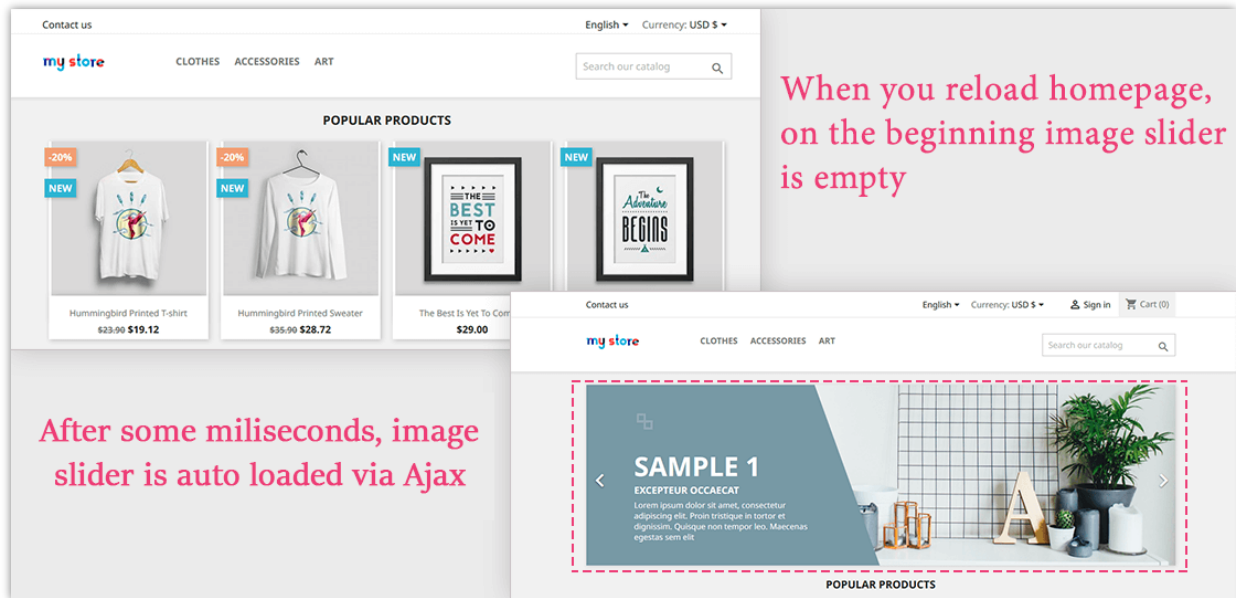 Contact us
English
Currency: USD $
my store
CLOTHES ACCESSORIES ART
Search our catalog
POPULAR PRODUCTS
-20%
NEW
-20%
NEW
NEW
THE
BEST
IS YET TO
COME
NEW
The
Adventure
BEGINS
Hummingbird Printed T-shirt
$23.90 $19.12
Hummingbird Printed Sweater
$35.90 $28.72
The Best Is Yet To Com
$29.00
When you reload homepage,
on the beginning image slider
is empty
After some miliseconds, image
slider is auto loaded via Ajax
Contact us
English
Currency: USD $
Sign in
Cart (0)
my store
CLOTHES ACCESSORIES ART
Search our catalog
SAMPLE 1
EXCEPTEUR OCCAECAT
Lorem ipsum dolor sit amet, consectetur
adipiscing elit. Proin tristique in tortor et
dignissim. Quisque non tempor leo. Maecenas
egestas sem elit
A
POPULAR PRODUCTS